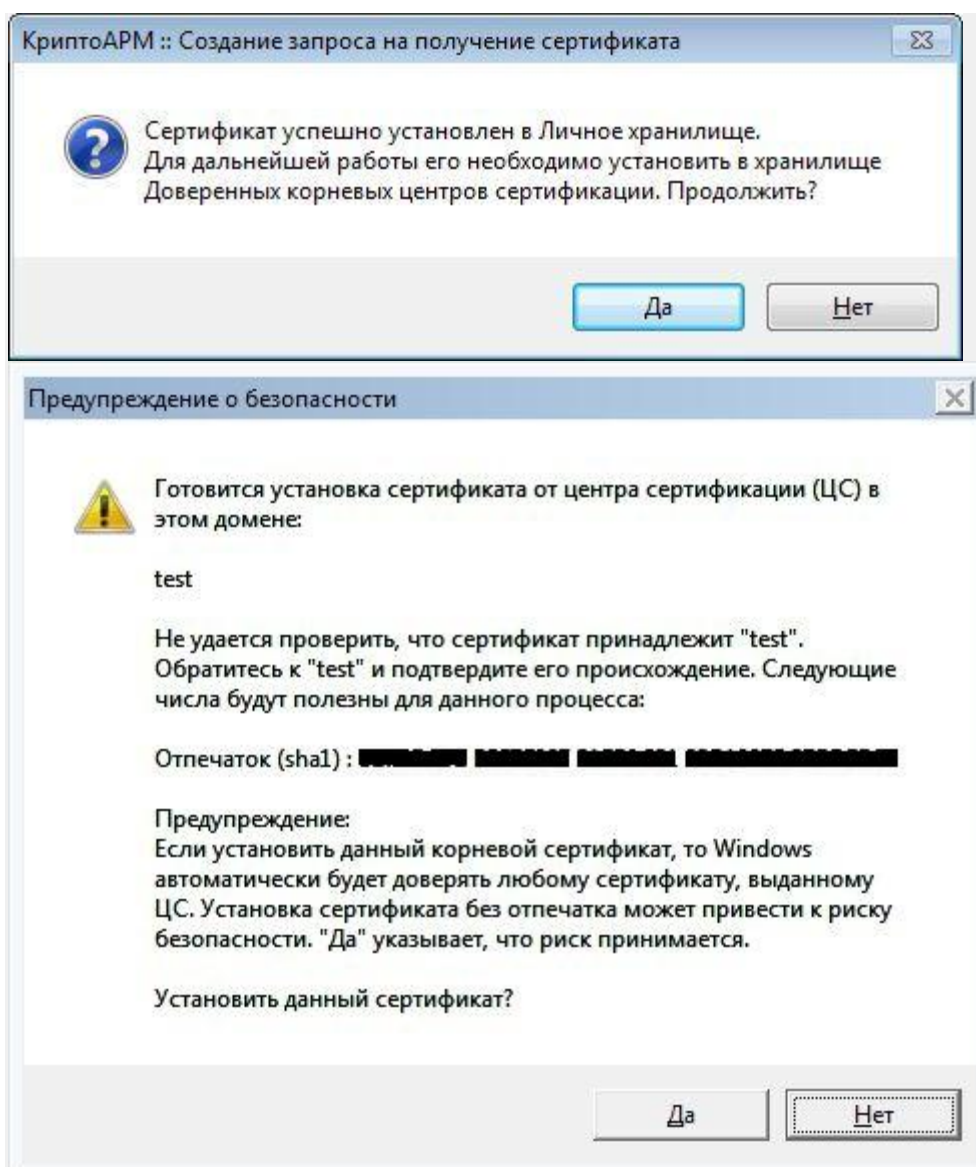 КриптоАРМ :: Создание запроса на получение сертификата
Сертификат успешно установлен в Личное хранилище.
Для дальнейшей работы его необходимо установить в хранилище
Доверенных корневых центров сертификации. Продолжить?
Да
Нет
Предупреждение о безопасности
Готовится установка сертификата от центра сертификации (ЦС) в
этом домене:
test
Не удается проверить, что сертификат принадлежит "test".
Обратитесь к "test" и подтвердите его происхождение. Следующие
числа будут полезны для данного процесса:
Отпечаток (sha1) :
Предупреждение:
Если установить данный корневой сертификат, то Windows
автоматически будет доверять любому сертификату, выданному
ЦС. Установка сертификата без отпечатка может привести к риску
безопасности. "Да" указывает, что риск принимается.
Установить данный сертификат?
Да
Нет